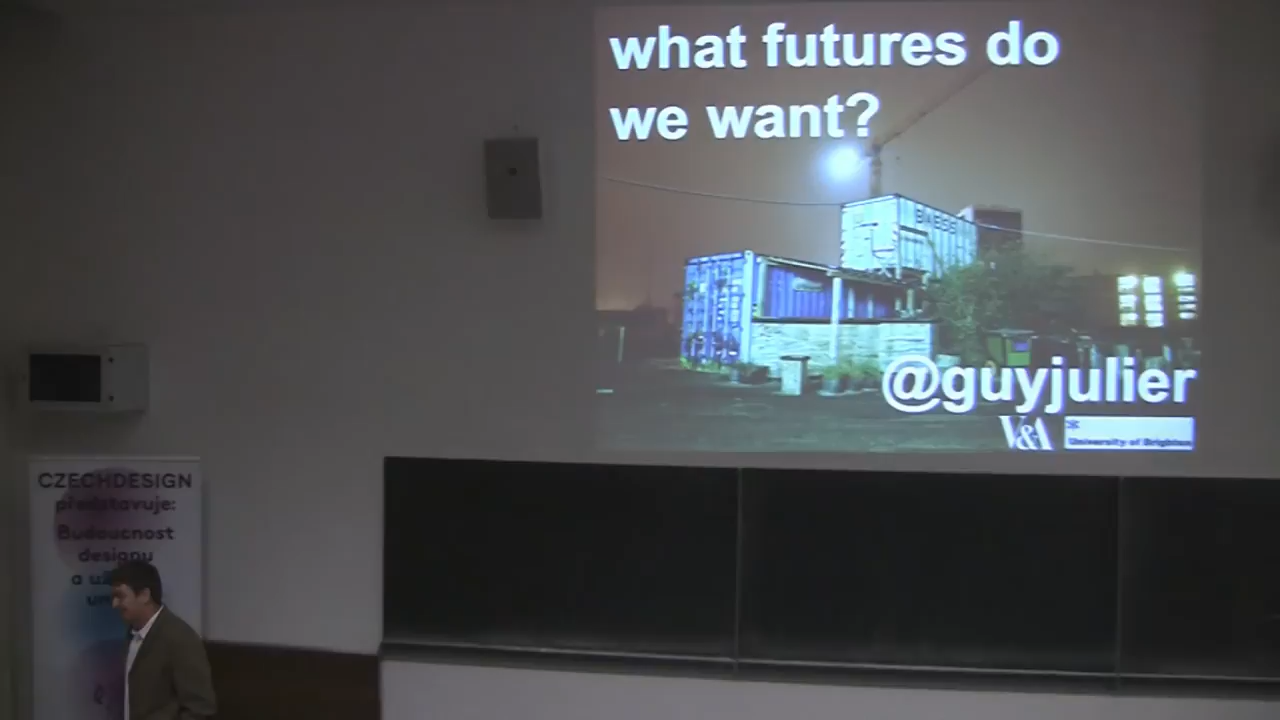 what futures do
we want?
@guyjulier
V&A
University of Brighton
CZECHDESIGN
představuje:
Budoucnost
designu